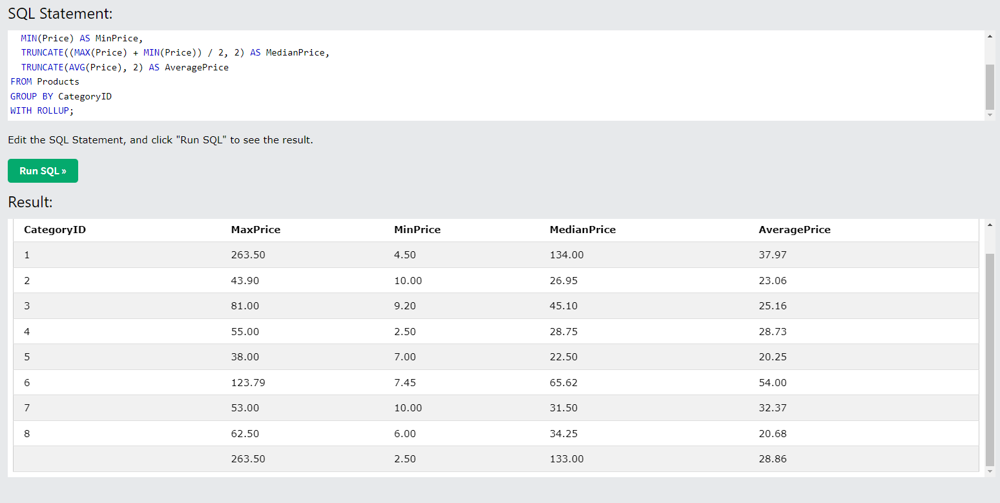 SQL Statement:
MIN(Price) AS MinPrice,
TRUNCATE((MAX(Price) + MIN(Price)) / 2, 2) AS MedianPrice,
TRUNCATE(AVG(Price), 2) AS AveragePrice
FROM Products
GROUP BY CategoryID
WITH ROLLUP;
Edit the SQL Statement, and click "Run SQL" to see the result.
Run SQL »
Result:
CategoryID MaxPrice MinPrice MedianPrice AveragePrice
1 263.50 4.50 134.00 37.97
2 43.90 10.00 26.95 23.06
3 81.00 9.20 45.10 25.16
4 55.00 2.50 28.75 28.73
5 38.00 7.00 22.50 20.25
6 123.79 7.45 65.62 54.00
7 53.00 10.00 31.50 32.37
8 62.50 6.00 34.25 20.68
263.50 2.50 133.00 28.86